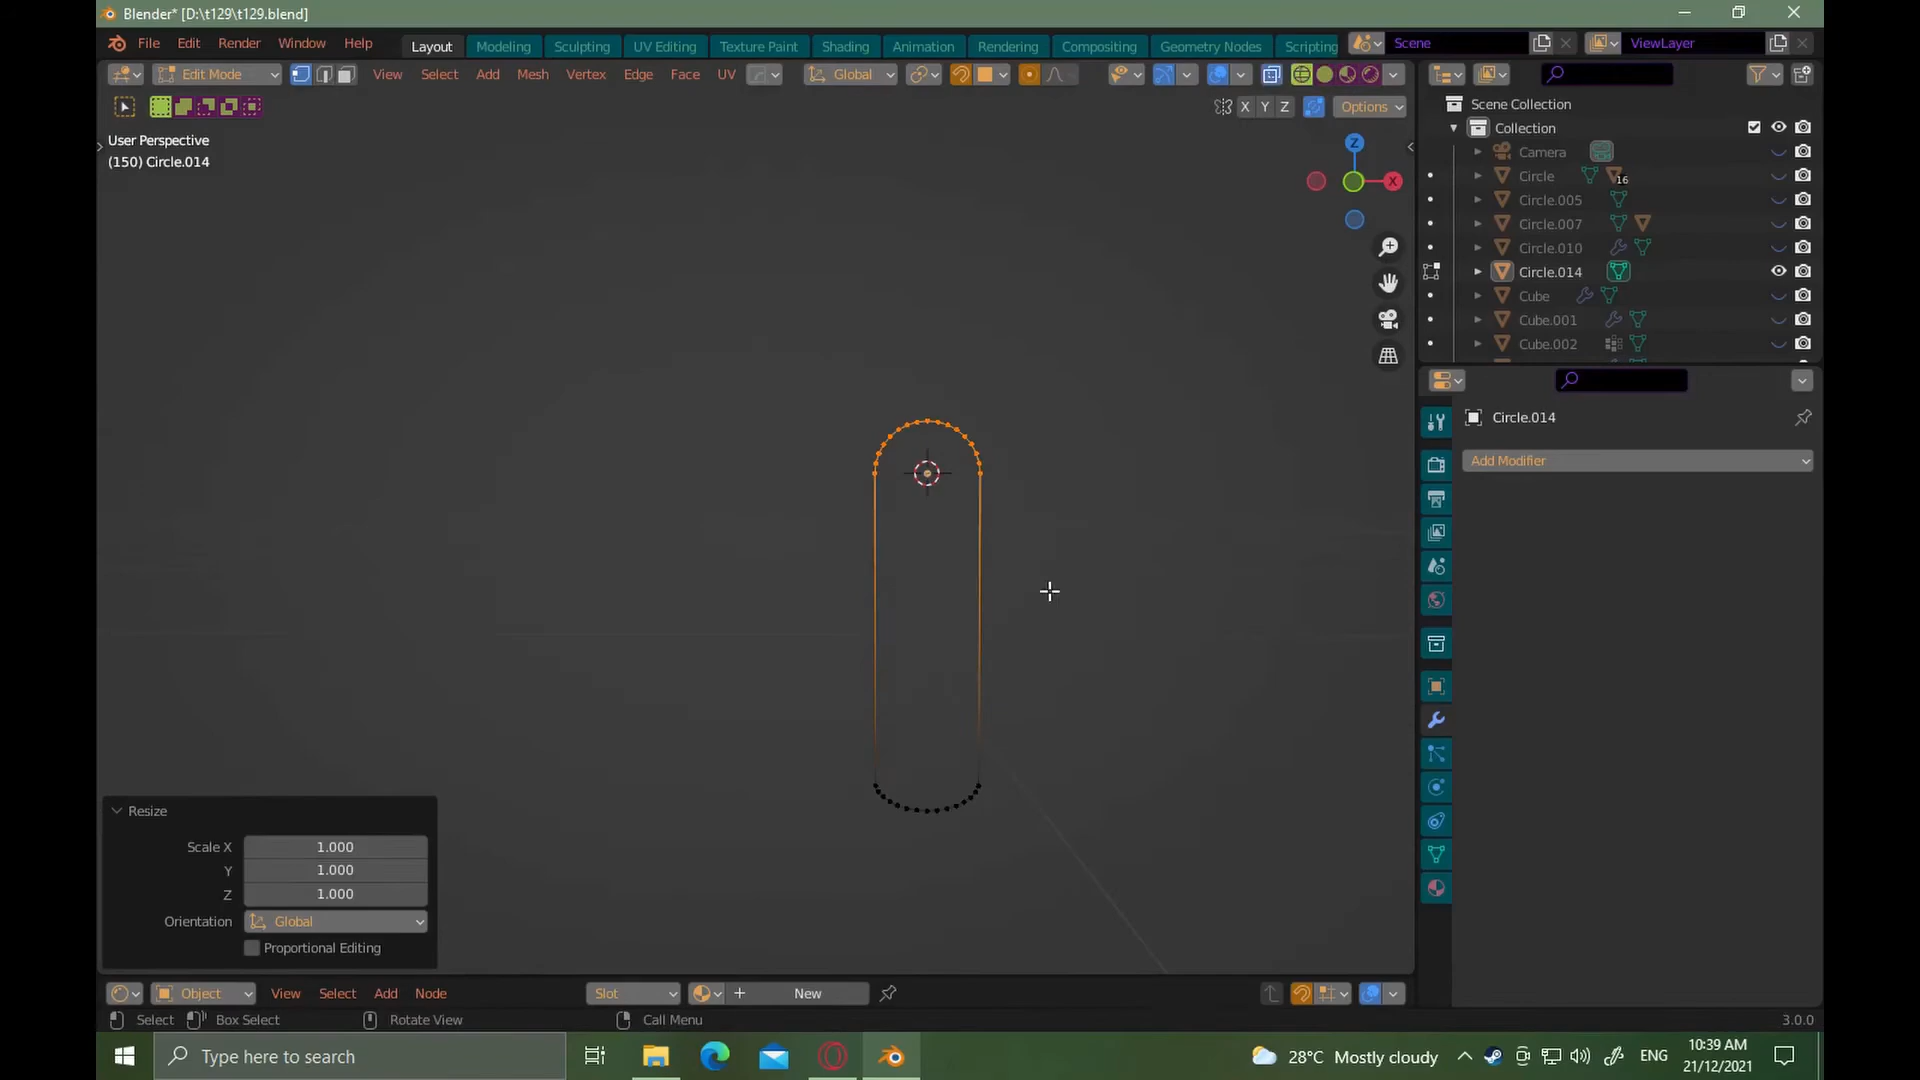 Blender* [D:\t129\t129.blend]
File Edit Render Window Help
Layout Modeling Sculpting UV Editing Texture Paint Shading Animation Rendering Compositing Geometry Nodes Scripting
Scene
ViewLayer
Edit Mode
View Select Add Mesh Vertex Edge Face UV
Global
X Y Z
Options
User Perspective
(150) Circle.014
Z
X
Scene Collection
Collection
Camera
Circle
16
Circle.005
Circle.007
Circle.010
Circle.014
Cube
Cube.001
Cube.002
Circle.014
Add Modifier
Resize
Scale X 1.000
Y 1.000
Z 1.000
Orientation Global
Proportional Editing
Object View Select Add Node
Slot
New
Select Box Select Rotate View Call Menu
3.0.0
Type here to search
28°C Mostly cloudy
ENG
10:39 AM
21/12/2021